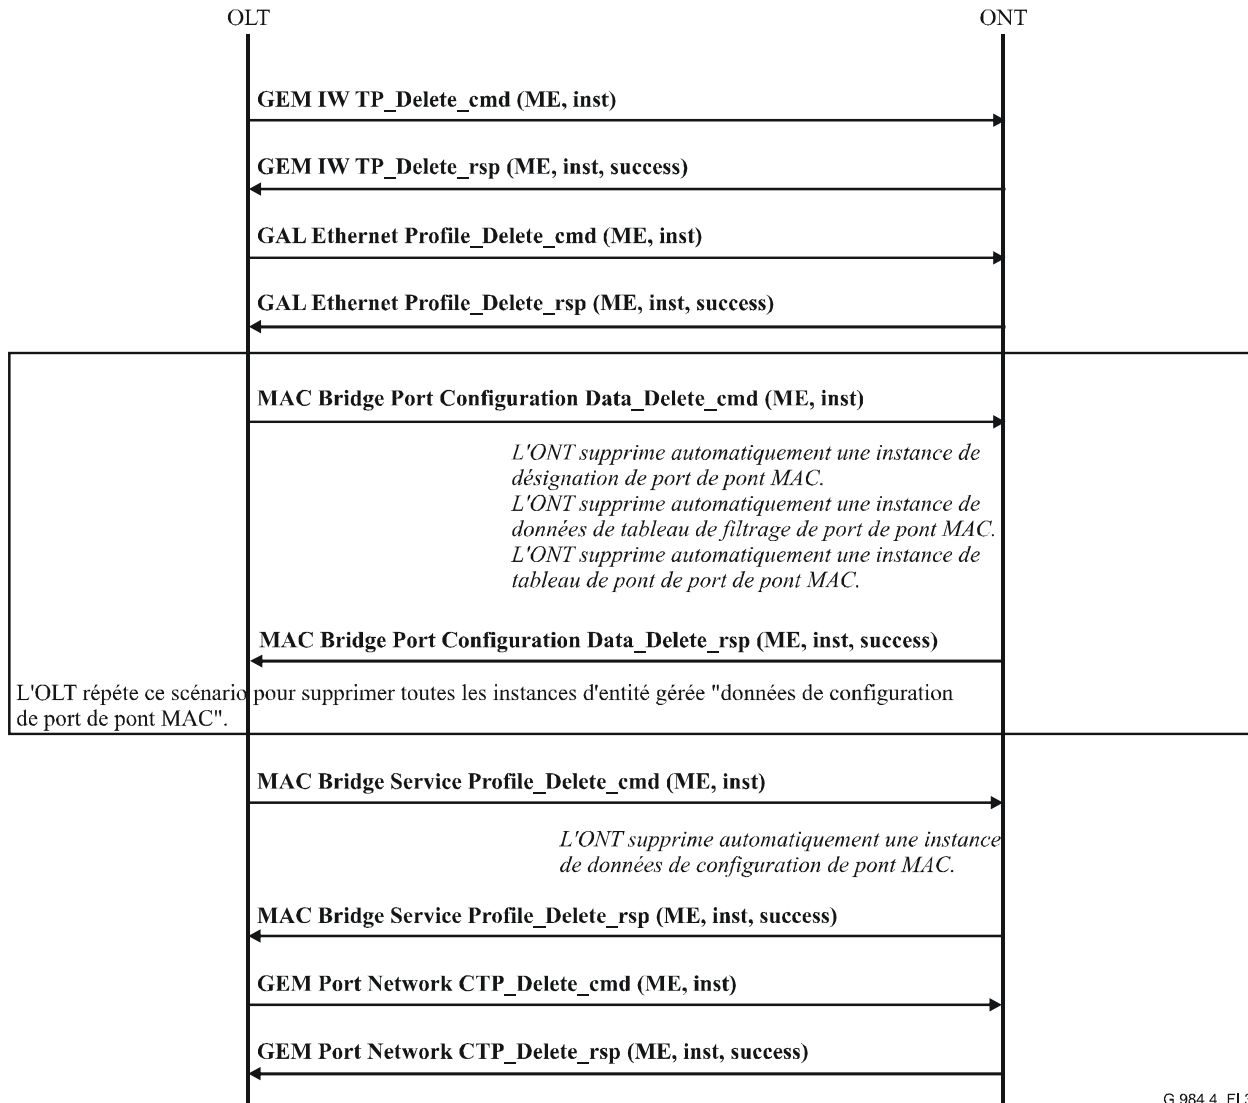 OLT
ONT
GEM IW TP_Delete_cmd (ME, inst)
GEM IW TP_Delete_rsp (ME, inst, success)
GAL Ethernet Profile_Delete_cmd (ME, inst)
GAL Ethernet Profile_Delete_rsp (ME, inst, success)
MAC Bridge Port Configuration Data_Delete_cmd (ME, inst)
L'ONT supprime automatiquement une instance de
désignation de port de pont MAC.
L'ONT supprime automatiquement une instance de
données de tableau de filtrage de port de pont MAC.
L'ONT supprime automatiquement une instance de
tableau de pont de port de pont MAC.
MAC Bridge Port Configuration Data_Delete_rsp (ME, inst, success)
L'OLT répéte ce scénario pour supprimer toutes les instances d'entité gérée "données de configuration
de port de pont MAC".
MAC Bridge Service Profile_Delete_cmd (ME, inst)
L'ONT supprime automatiquement une instance
de données de configuration de pont MAC.
MAC Bridge Service Profile_Delete_rsp (ME, inst, success)
GEM Port Network CTP_Delete_cmd (ME, inst)
GEM Port Network CTP_Delete_rsp (ME, inst, success)